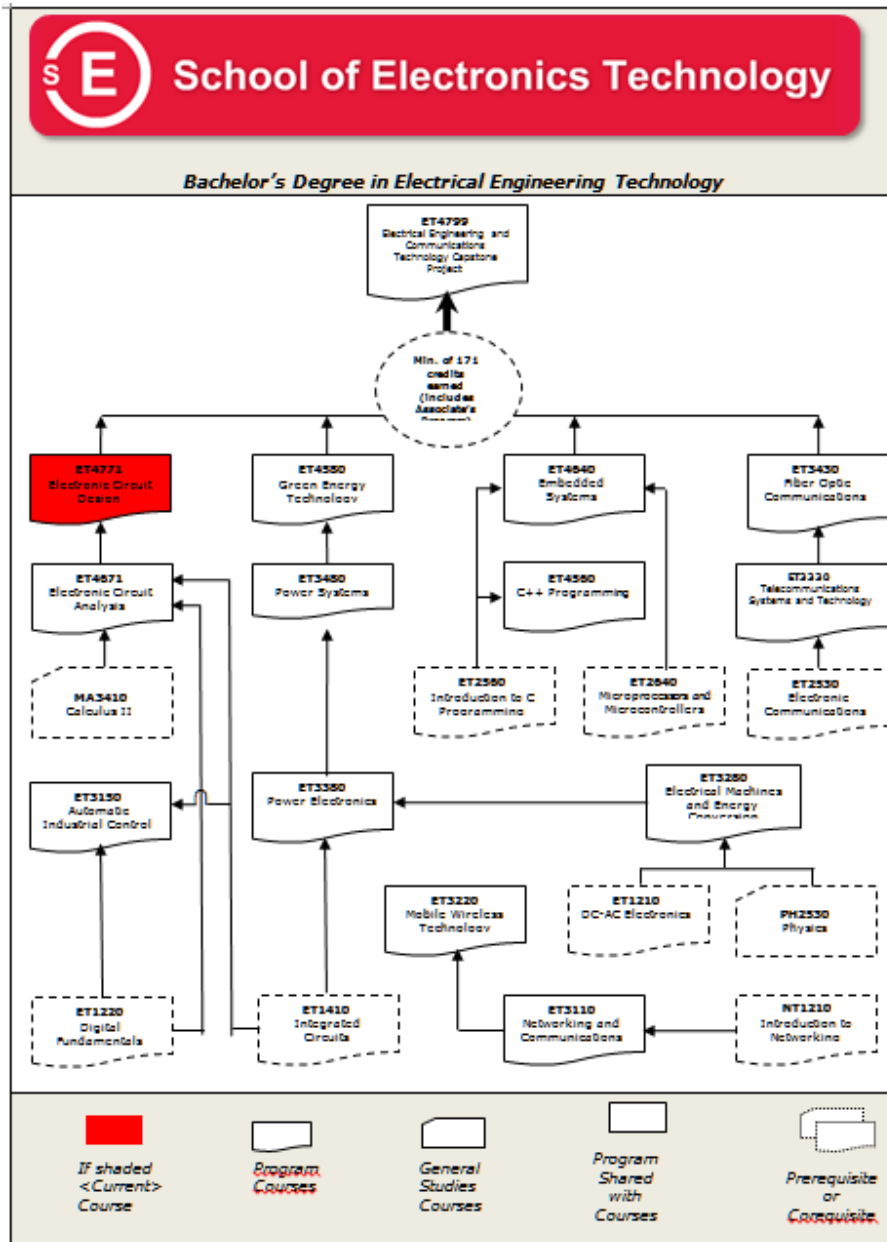 S E School of Electronics Technology
Bachelor's Degree in Electrical Engineering Technology
ET4799
Electrical Engineering and
Communications
Technology Capstone
Project
Min. of 171
credits
earned
(Includes
Associate's
ET4771
Electronic Circuit
Design
ET4580
Green Energy
Technology
ET4640
Embedded
Systems
ET3430
Fiber Optic
Communications
ET4671
Electronic Circuit
Analysis
ET3480
Power Systems
ET4560
C++ Programming
ET3330
Telecommunications
Systems and Technology
MA3410
Calculus II
ET2560
Introduction to C
Programming
ET2640
Microprocessors and
Microcontrollers
ET2530
Electronic
Communications
ET3150
Automatic
Industrial Control
ET3380
Power Electronics
ET3280
Electrical Machines
and Energy
Conversion
ET3220
Mobile Wireless
Technology
ET1210
DC-AC Electronics
PH2530
Physics
ET1220
Digital
Fundamentals
ET1410
Integrated
Circuits
ET3110
Networking and
Communications
NT1210
Introduction to
Networking
If shaded
<Current>
Course
Program
Courses
General
Studies
Courses
Program
Shared
with
Courses
Prerequisite
or
Corequisite